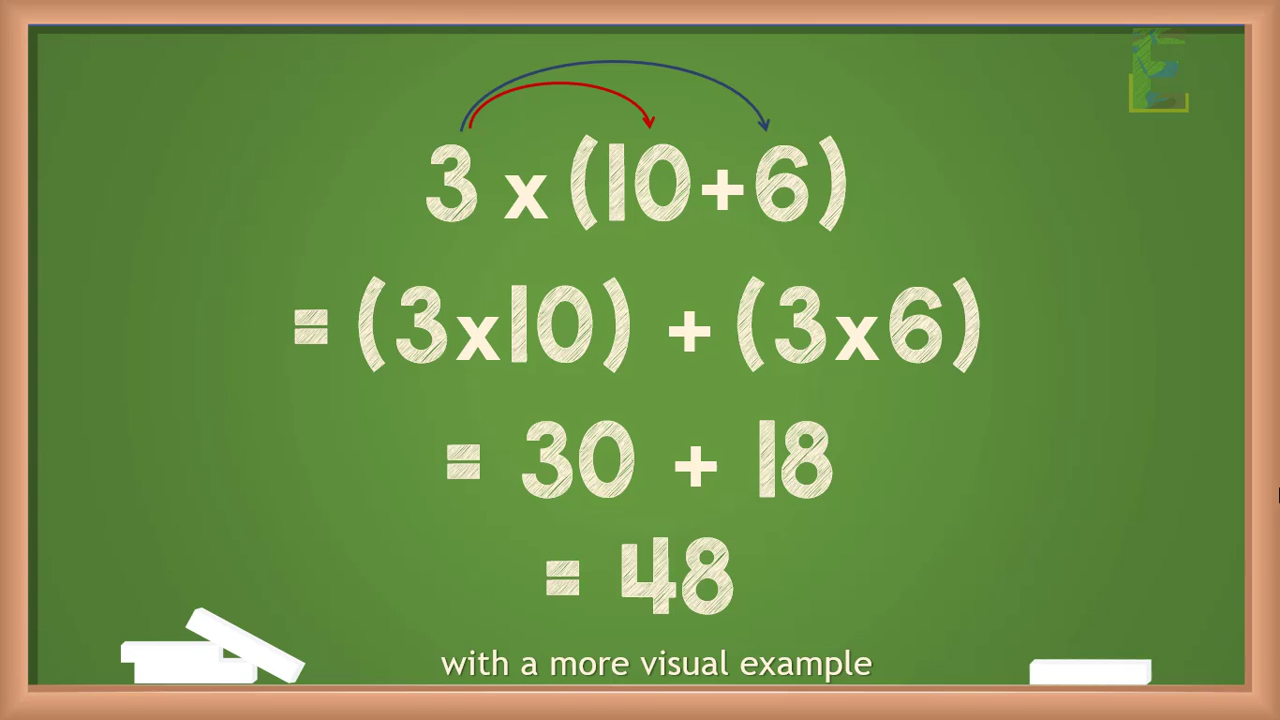 3 x (10+6)
= (3x10) + (3x6)
= 30 + 18
= 48
with a more visual example